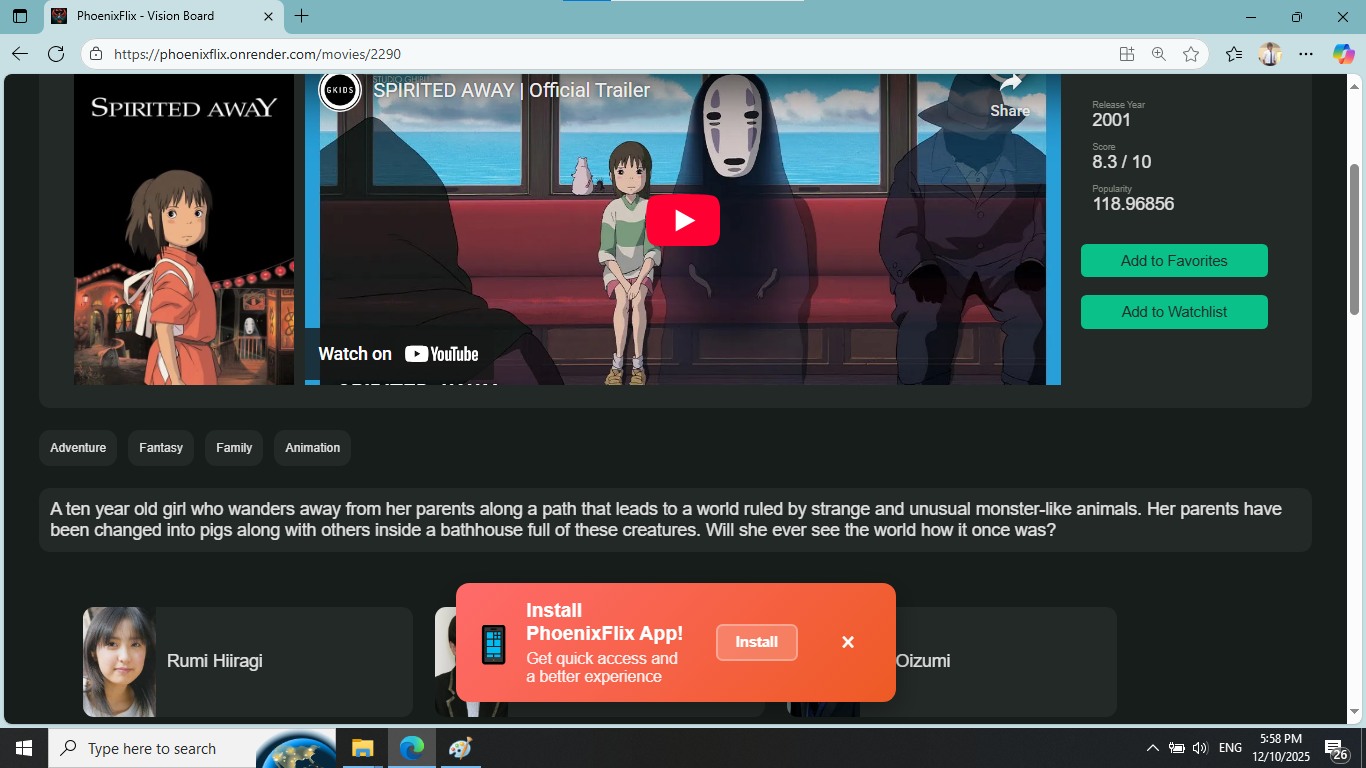 PhoenixFlix - Vision Board
https://phoenixflix.onrender.com/movies/2290
SPIRITED AWAY
GKIDS
STUDIO GHIBLI
SPIRITED AWAY | Official Trailer
Share
Watch on YouTube
Release Year
2001
Score
8.3 / 10
Popularity
118.96856
Add to Favorites
Add to Watchlist
Adventure
Fantasy
Family
Animation
A ten year old girl who wanders away from her parents along a path that leads to a world ruled by strange and unusual monster-like animals. Her parents have
been changed into pigs along with others inside a bathhouse full of these creatures. Will she ever see the world how it once was?
Rumi Hiiragi
Oizumi
Install
PhoenixFlix App!
Get quick access and
a better experience
Install
Type here to search
ENG
5:58 PM
12/10/2025
26